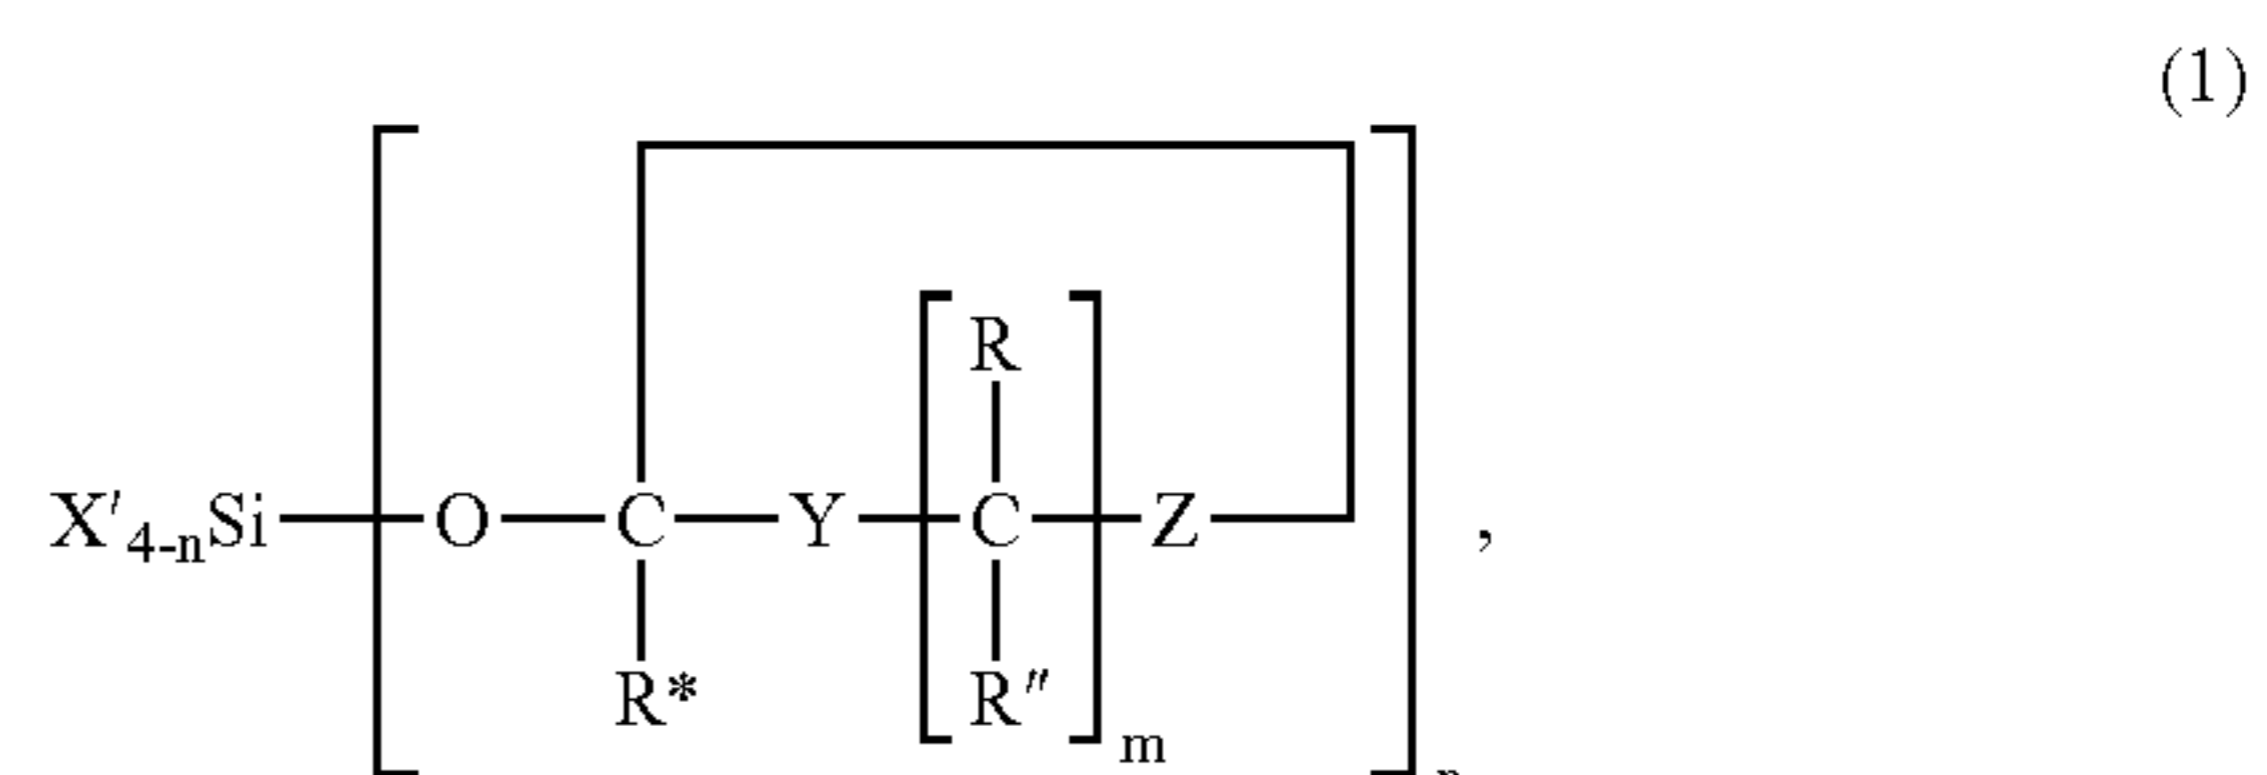 (1)
R
X′4-nSi—O—C—Y—C—Z ,
R* R″
m
n